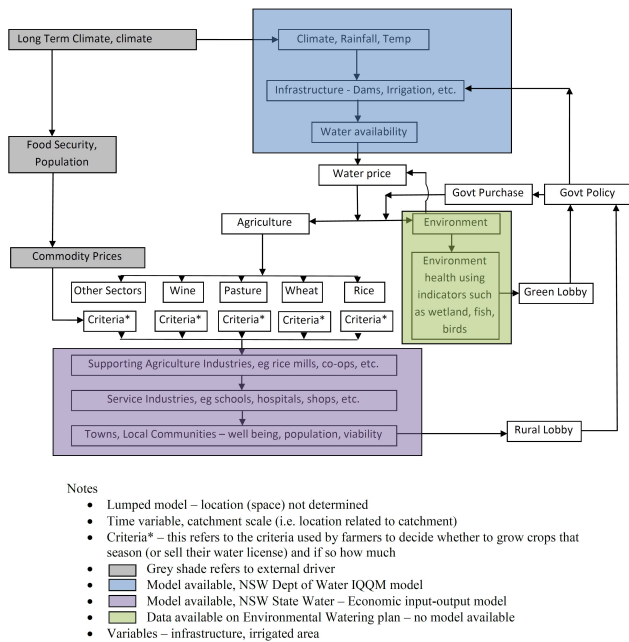 Long Term Climate, climate
Climate, Rainfall, Temp
Infrastructure - Dams, Irrigation, etc.
Water availability
Food Security,
Population
Water price
Govt Purchase
Govt Policy
Agriculture
Environment
Commodity Prices
Environment
health using
indicators such
as wetland, fish,
birds
Green Lobby
Other Sectors
Wine
Pasture
Wheat
Rice
Criteria*
Criteria*
Criteria*
Criteria*
Criteria*
Supporting Agriculture Industries, eg rice mills, co-ops, etc.
Service Industries, eg schools, hospitals, shops, etc.
Towns, Local Communities – well being, population, viability
Rural Lobby
Notes
• Lumped model – location (space) not determined
• Time variable, catchment scale (i.e. location related to catchment)
• Criteria* – this refers to the criteria used by farmers to decide whether to grow crops that
season (or sell their water license) and if so how much
• Grey shade refers to external driver
• Model available, NSW Dept of Water IQQM model
• Model available, NSW State Water – Economic input-output model
• Data available on Environmental Watering plan – no model available
• Variables – infrastructure, irrigated area